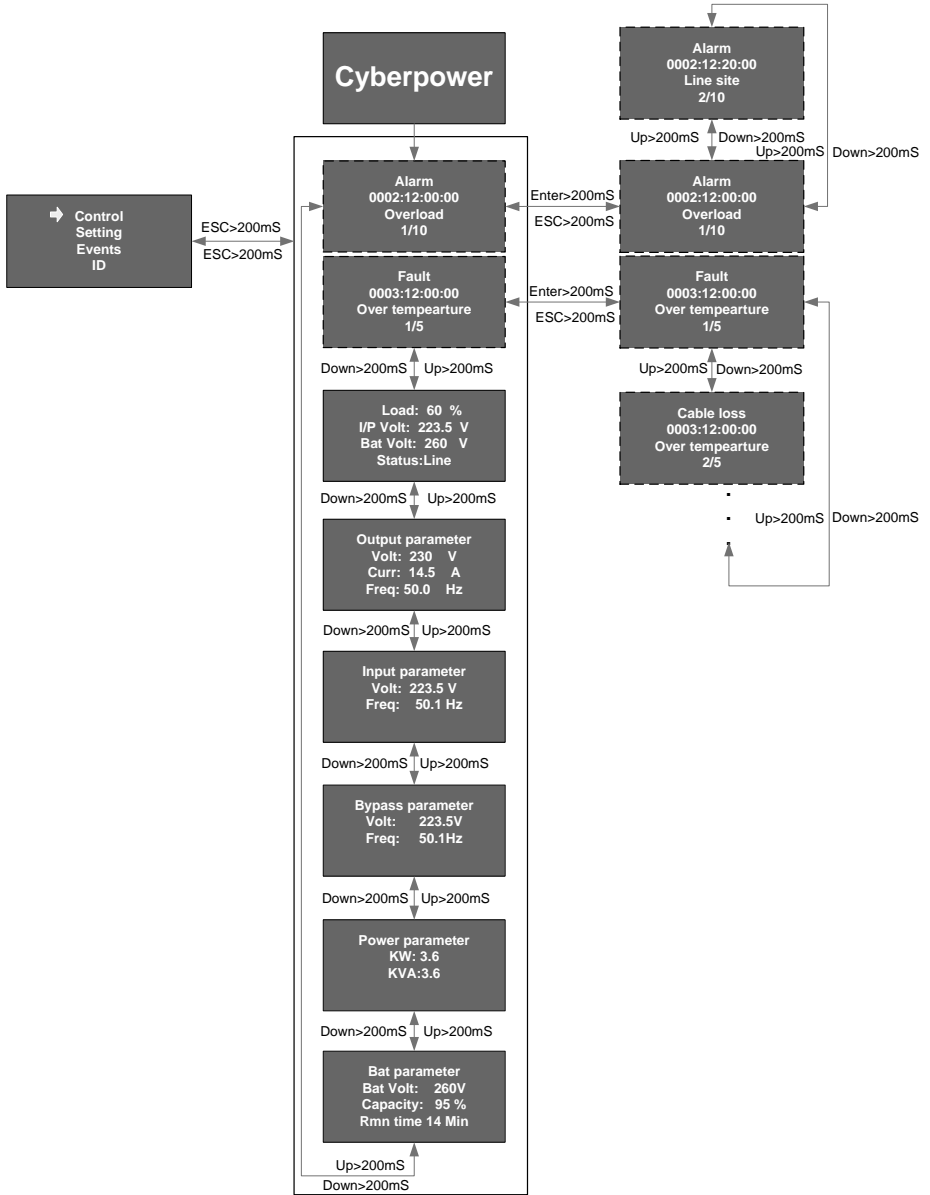 Cyberpower
Alarm
0002:12:20:00
Line site
2/10
Up>200mS Down>200mS
Up>200mS Down>200mS
Alarm
0002:12:00:00
Overload
1/10
Enter>200mS
ESC>200mS
Alarm
0002:12:00:00
Overload
1/10
Control
Setting
Events
ID
ESC>200mS
ESC>200mS
Fault
0003:12:00:00
Over tempearture
1/5
Enter>200mS
ESC>200mS
Fault
0003:12:00:00
Over tempearture
1/5
Down>200mS Up>200mS
Up>200mS Down>200mS
Load: 60 %
I/P Volt: 223.5 V
Bat Volt: 260 V
Status:Line
Cable loss
0003:12:00:00
Over tempearture
2/5
Down>200mS Up>200mS
.
.
.
Up>200mS Down>200mS
Output parameter
Volt: 230 V
Curr: 14.5 A
Freq: 50.0 Hz
Down>200mS Up>200mS
Input parameter
Volt: 223.5 V
Freq: 50.1 Hz
Down>200mS Up>200mS
Bypass parameter
Volt: 223.5V
Freq: 50.1Hz
Down>200mS Up>200mS
Power parameter
KW: 3.6
KVA:3.6
Down>200mS Up>200mS
Bat parameter
Bat Volt: 260V
Capacity: 95 %
Rmn time 14 Min
Up>200mS
Down>200mS